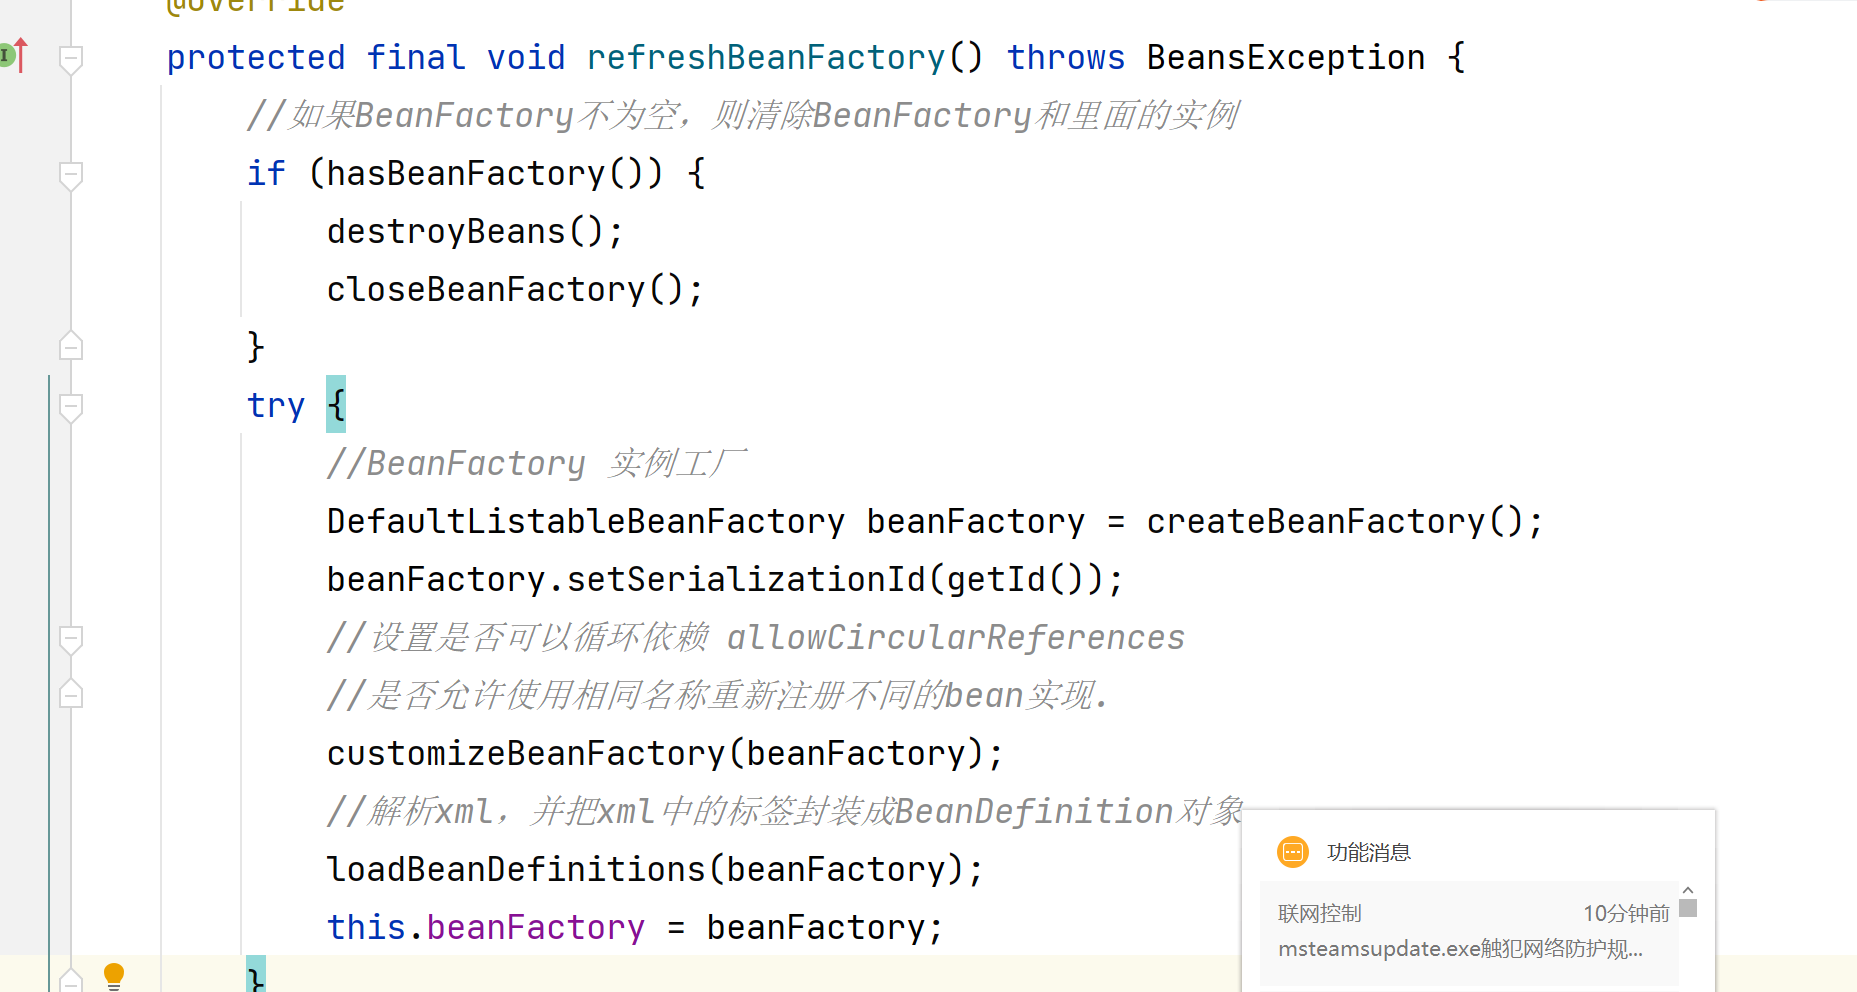 @Override
protected final void refreshBeanFactory() throws BeansException {
//如果BeanFactory不为空，则清除BeanFactory和里面的实例
if (hasBeanFactory()) {
destroyBeans();
closeBeanFactory();
}
try {
//BeanFactory 实例工厂
DefaultListableBeanFactory beanFactory = createBeanFactory();
beanFactory.setSerializationId(getId());
//设置是否可以循环依赖 allowCircularReferences
//是否允许使用相同名称重新注册不同的bean实现.
customizeBeanFactory(beanFactory);
//解析xml，并把xml中的标签封装成BeanDefinition对象
loadBeanDefinitions(beanFactory);
this.beanFactory = beanFactory;
}
功能消息
联网控制 10分钟前
msteamsupdate.exe触犯网络防护规...